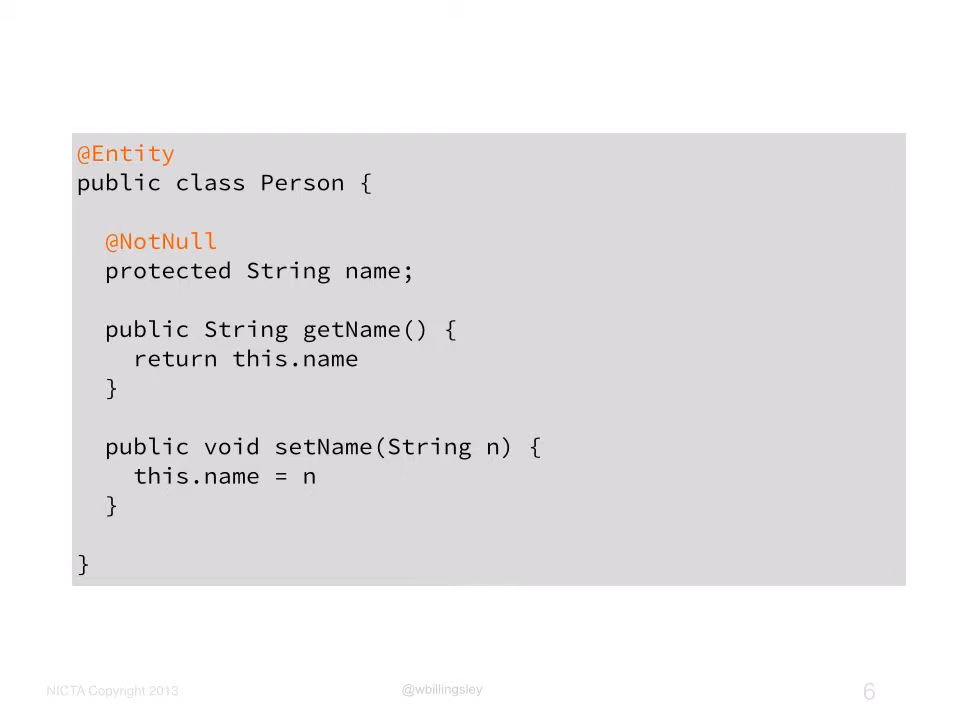 @Entity
public class Person {
@NotNull
protected String name;
public String getName() {
return this.name
}
public void setName(String n) {
this.name = n
}
}
NICTA Copyright 2013
@wbillingsley
6